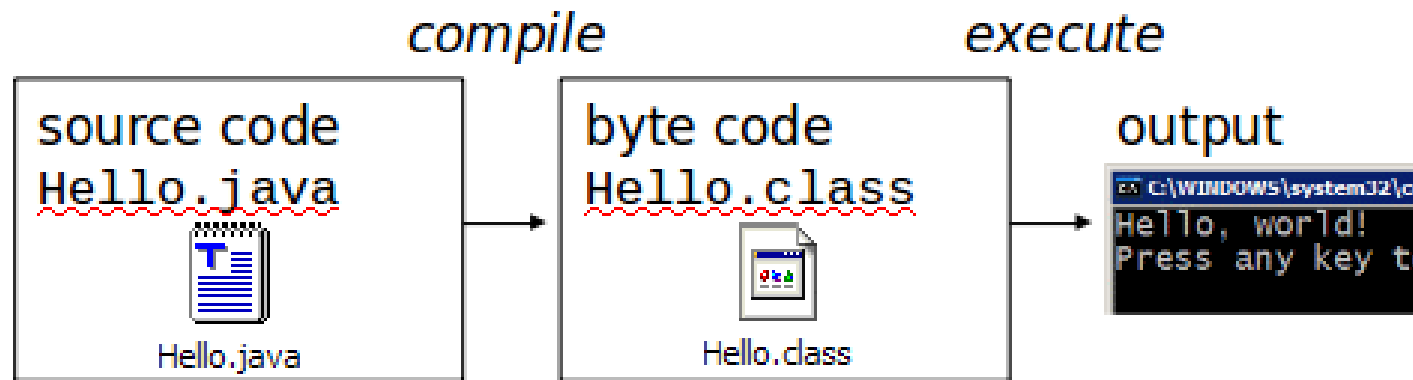 compile
execute
source code
Hello.java
Hello.java
byte code
Hello.class
Hello.class
output
C:\WINDOWS\system32\c
Hello, world!
Press any key t